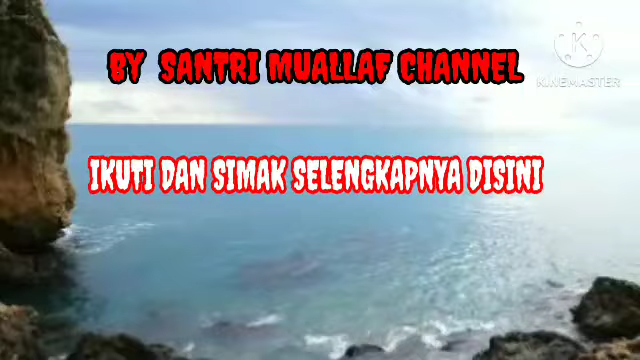 BY SANTRI MUALLAF CHANNEL
KINEMASTER
IKUTI DAN SIMAK SELENGKAPNYA DISINI